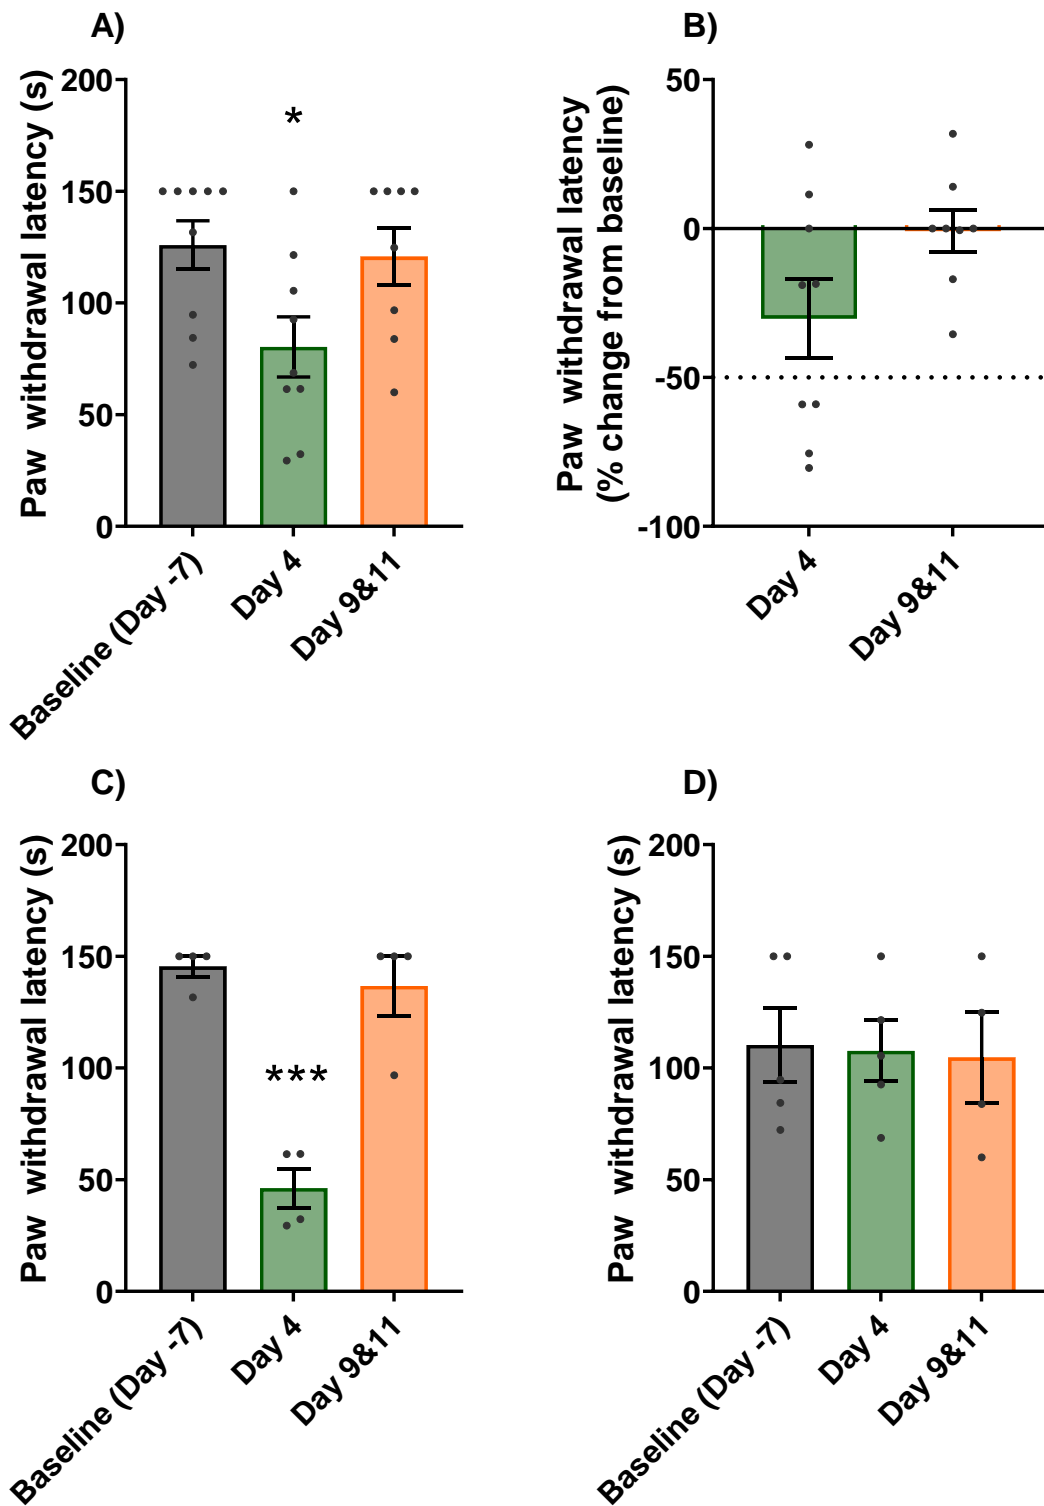 A)
Paw withdrawal latency (s)
200
150
100
50
0
*
Baseline (Day -7)
Day 4
Day 9&11
B)
Paw withdrawal latency
(% change from baseline)
50
0
-50
-100
Day 4
Day 9&11
C)
Paw withdrawal latency (s)
200
150
100
50
0
***
Baseline (Day -7)
Day 4
Day 9&11
D)
Paw withdrawal latency (s)
200
150
100
50
0
Baseline (Day -7)
Day 4
Day 9&11